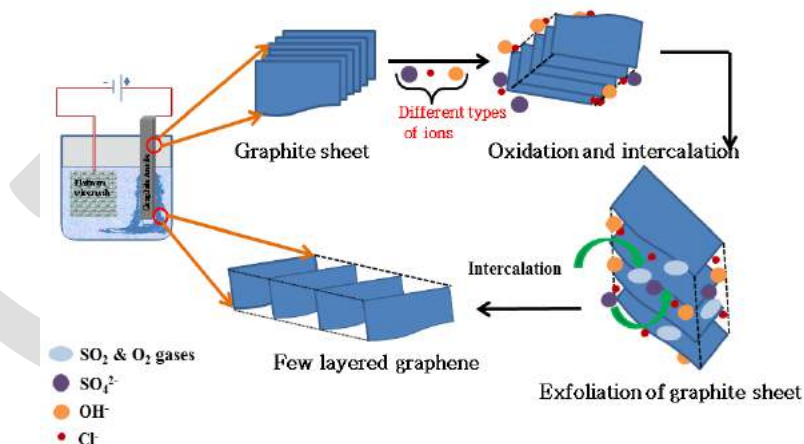 Different types
of ions
Graphite sheet
Oxidation and intercalation
Platinum
Graphite Anode
Intercalation
Few layered graphene
Exfoliation of graphite sheet
SO₂ & O₂ gases
SO₄²⁻
OH⁻
Cl⁻